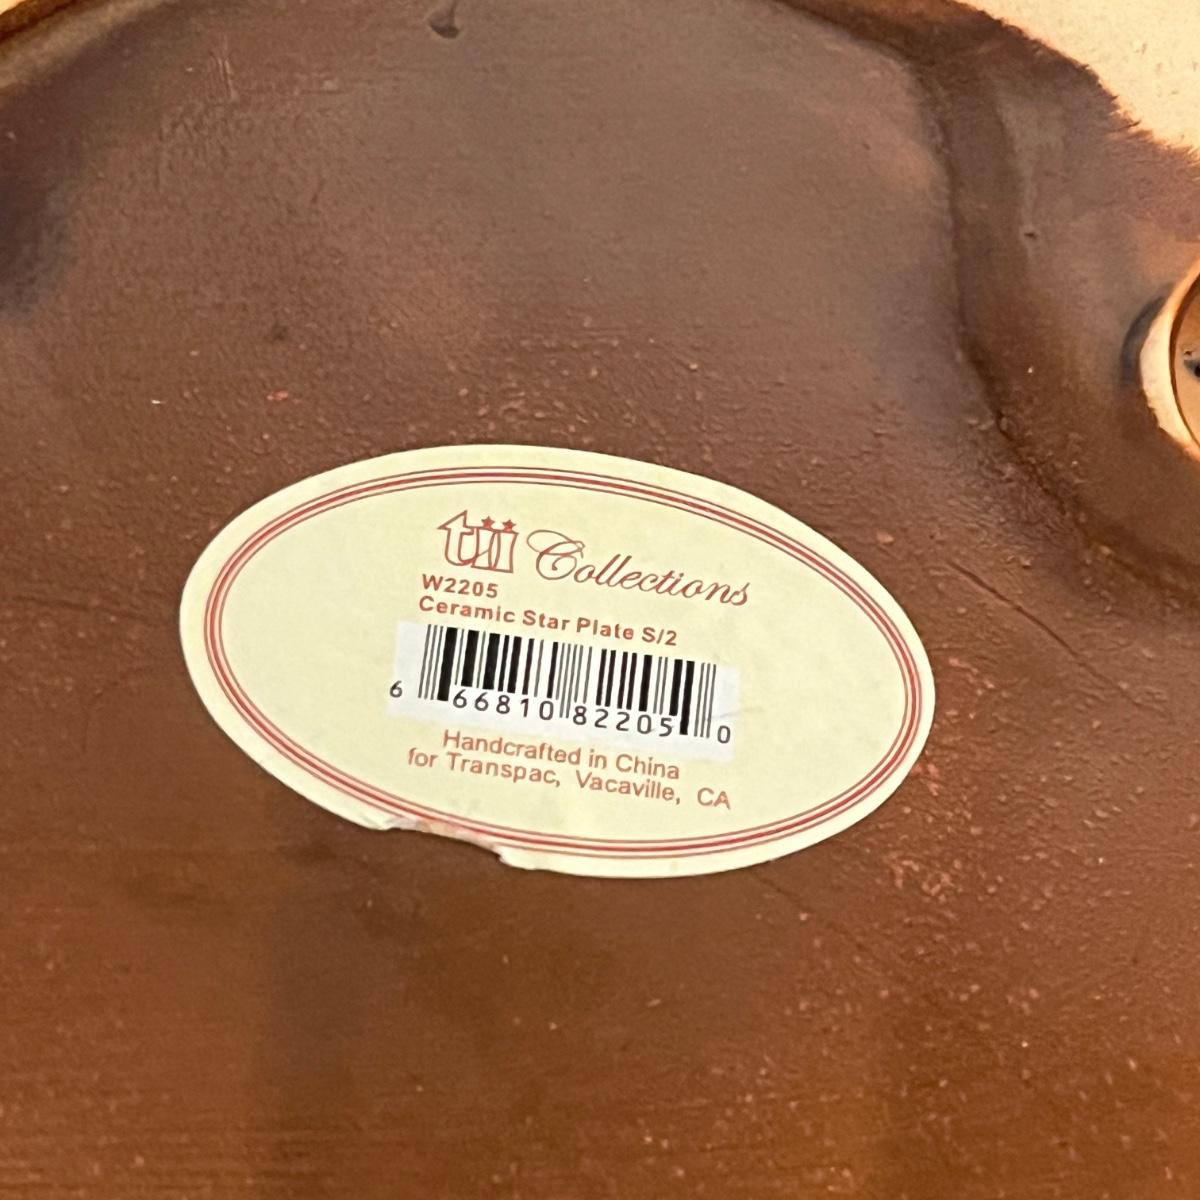 tii Collections
W2205
Ceramic Star Plate S/2
6 66810 82205 0
Handcrafted in China
for Transpac, Vacaville, CA